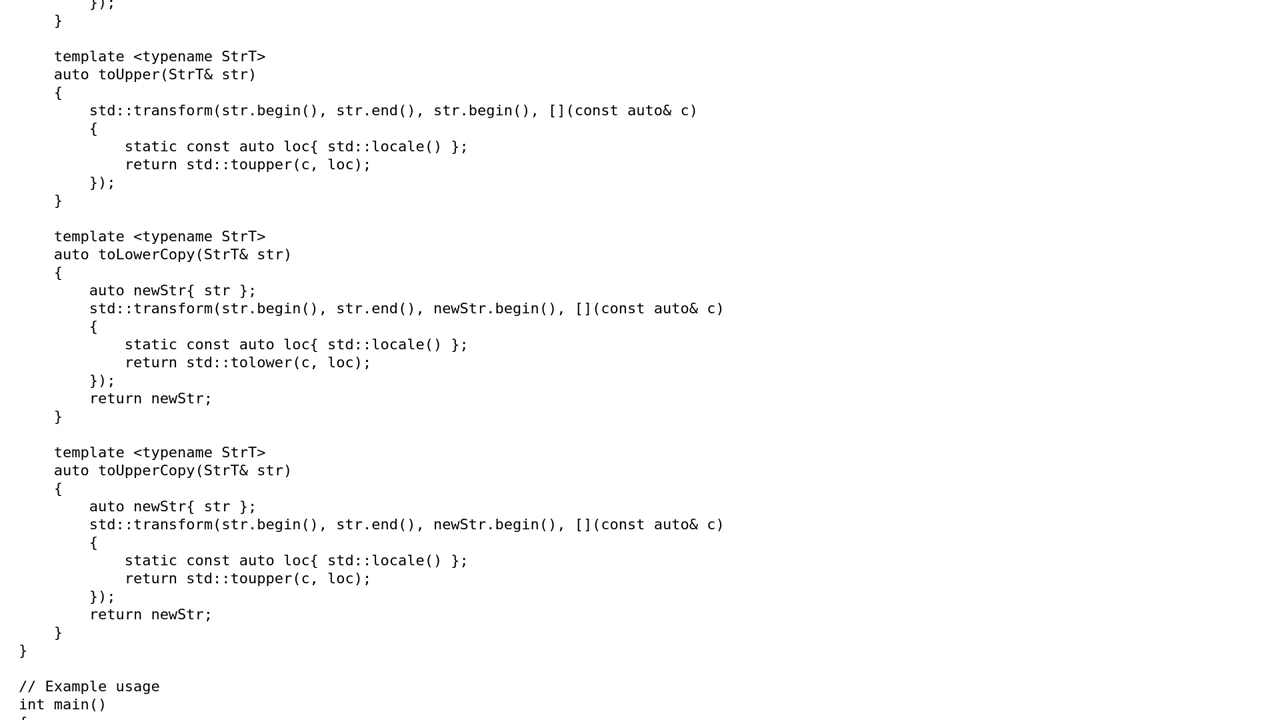 });
    }

    template <typename StrT>
    auto toUpper(StrT& str)
    {
        std::transform(str.begin(), str.end(), str.begin(), [](const auto& c)
        {
            static const auto loc{ std::locale() };
            return std::toupper(c, loc);
        });
    }

    template <typename StrT>
    auto toLowerCopy(StrT& str)
    {
        auto newStr{ str };
        std::transform(str.begin(), str.end(), newStr.begin(), [](const auto& c)
        {
            static const auto loc{ std::locale() };
            return std::tolower(c, loc);
        });
        return newStr;
    }

    template <typename StrT>
    auto toUpperCopy(StrT& str)
    {
        auto newStr{ str };
        std::transform(str.begin(), str.end(), newStr.begin(), [](const auto& c)
        {
            static const auto loc{ std::locale() };
            return std::toupper(c, loc);
        });
        return newStr;
    }
}

// Example usage
int main()
{